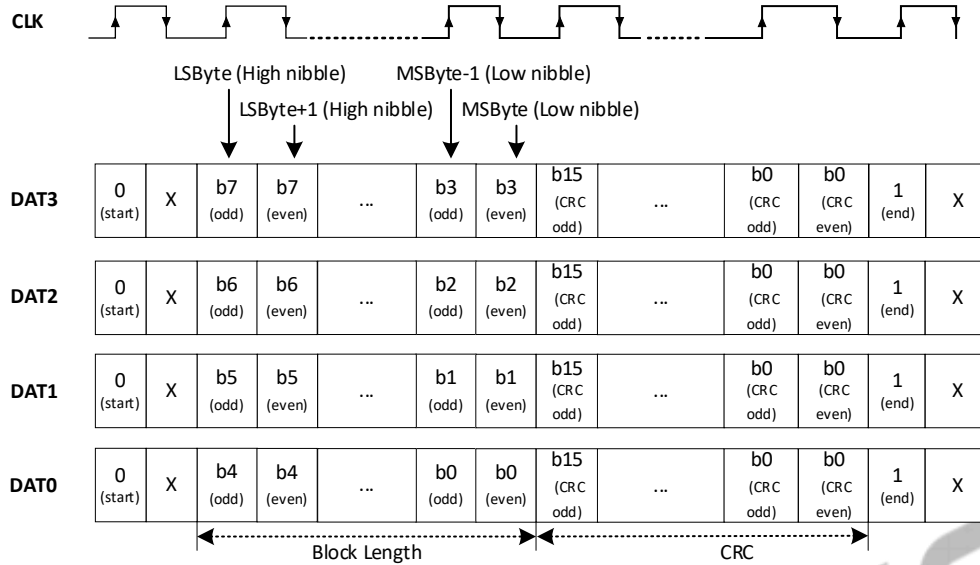 CLK
LSByte (High nibble) MSByte-1 (Low nibble)
LSByte+1 (High nibble) MSByte (Low nibble)
DAT3 0 (start) X b7 (odd) b7 (even) ... b3 (odd) b3 (even) b15 (CRC odd) ... b0 (CRC odd) b0 (CRC even) 1 (end) X
DAT2 0 (start) X b6 (odd) b6 (even) ... b2 (odd) b2 (even) b15 (CRC odd) ... b0 (CRC odd) b0 (CRC even) 1 (end) X
DAT1 0 (start) X b5 (odd) b5 (even) ... b1 (odd) b1 (even) b15 (CRC odd) ... b0 (CRC odd) b0 (CRC even) 1 (end) X
DAT0 0 (start) X b4 (odd) b4 (even) ... b0 (odd) b0 (even) b15 (CRC odd) ... b0 (CRC odd) b0 (CRC even) 1 (end) X
Block Length CRC